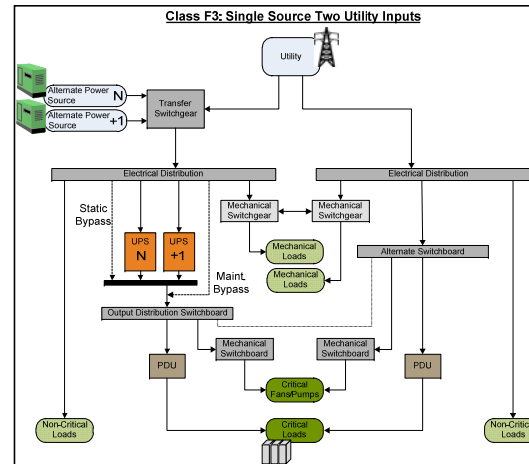 Class F3: Single Source Two Utility Inputs
Utility
Alternate Power
Source
N
Alternate Power
Source
+1
Transfer
Switchgear
Electrical Distribution
Electrical Distribution
Static
Bypass
Mechanical
Switchgear
Mechanical
Switchgear
UPS
N
UPS
+1
Mechanical
Loads
Alternate Switchboard
Mechanical
Loads
Maint.
Bypass
Output Distribution Switchboard
Mechanical
Switchboard
Mechanical
Switchboard
PDU
PDU
Critical
Fans/Pumps
Non-Critical
Loads
Critical
Loads
Non-Critical
Loads